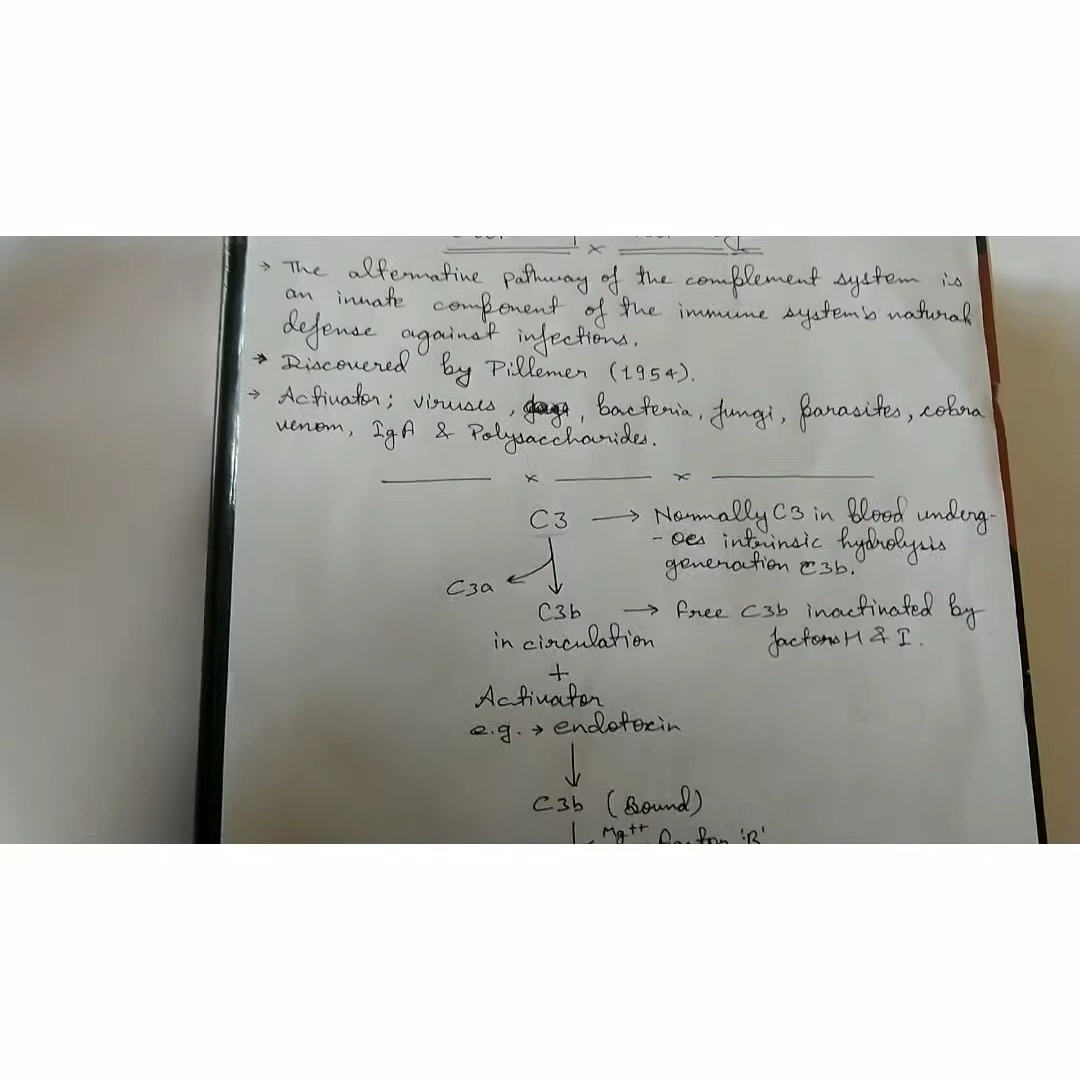 → The alternative pathway of the complement system is
an innate component of the immune system's natural
defense against infections.
→ Discovered by Pillemer (1954).
→ Activator; viruses, , bacteria, fungi, parasites, cobra
venom, IgA & Polysaccharides.
x x
C3 → Normally C3 in blood underg-
-oes intrinsic hydrolysis
generation C3b.
C3a
C3b → free C3b inactivated by
in circulation factors H & I.
+
Activator
e.g. → endotoxin
C3b (Bound)
Mg++ factor 'B'